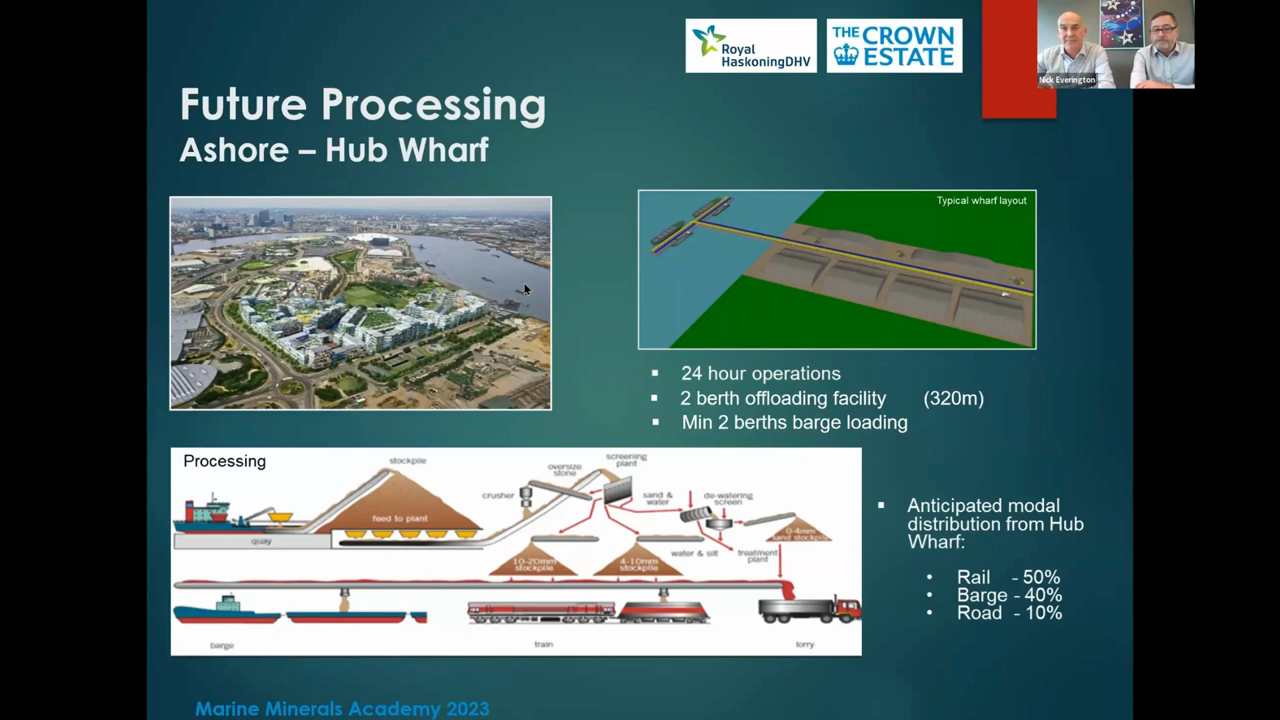 Royal
HaskoningDHV
THE CROWN
ESTATE
Nick Everington
Future Processing
Ashore – Hub Wharf
Typical wharf layout
▪ 24 hour operations
▪ 2 berth offloading facility (320m)
▪ Min 2 berths barge loading
Processing
stockpile
screening
plant
oversize
stone
crusher
sand &
water
de-watering
screen
feed to plant
quay
0-4mm
sand stockpile
water & silt
treatment
plant
10-20mm
stockpile
4-10mm
stockpile
barge
train
lorry
▪ Anticipated modal
distribution from Hub
Wharf:
• Rail - 50%
• Barge - 40%
• Road - 10%
Marine Minerals Academy 2023